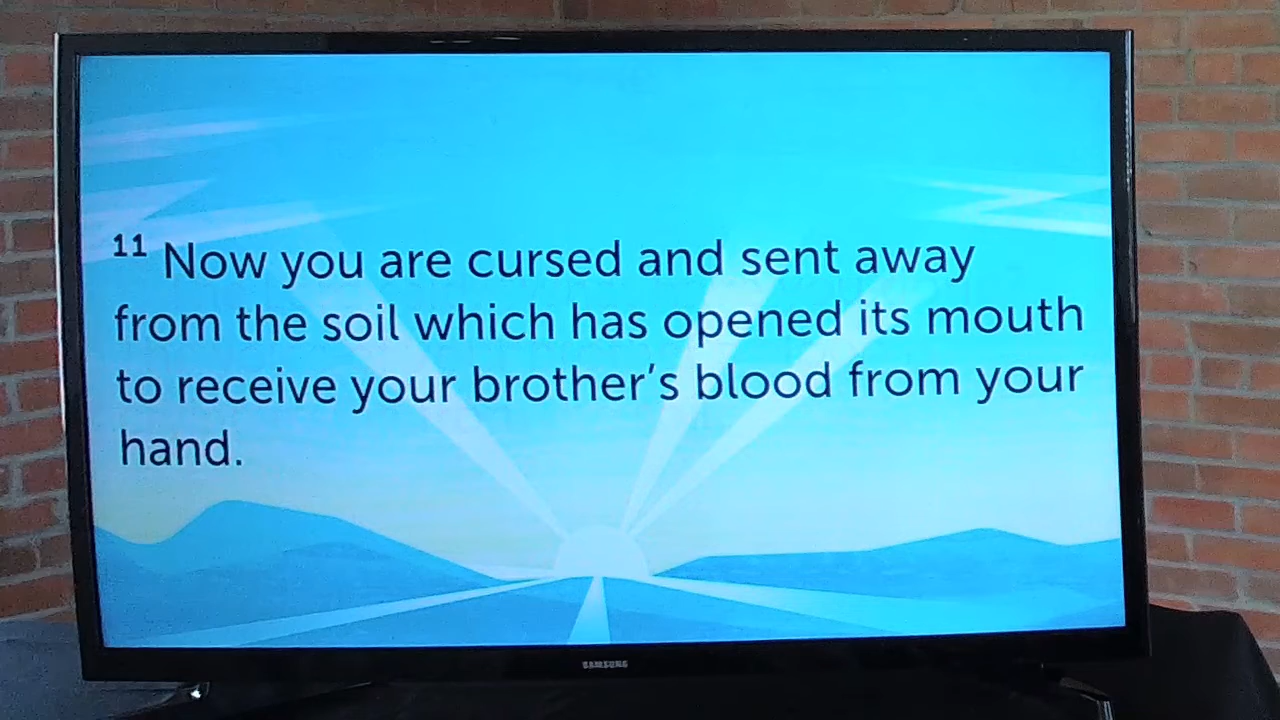 11 Now you are cursed and sent away
from the soil which has opened its mouth
to receive your brother’s blood from your
hand.
SAMSUNG